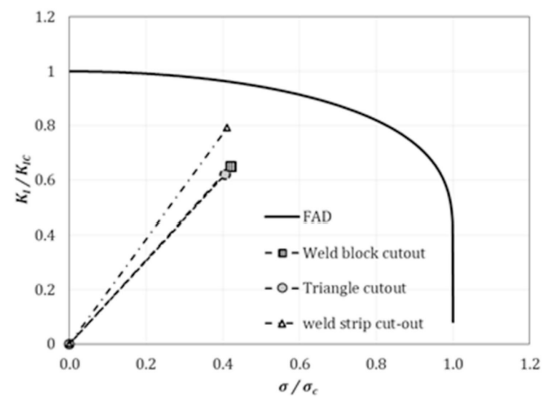 1.2
1
0.8
0.6
0.4
0.2
0
K_I / K_IC
FAD
Weld block cutout
Triangle cutout
weld strip cut-out
0.0 0.2 0.4 0.6 0.8 1.0 1.2
σ / σ_c